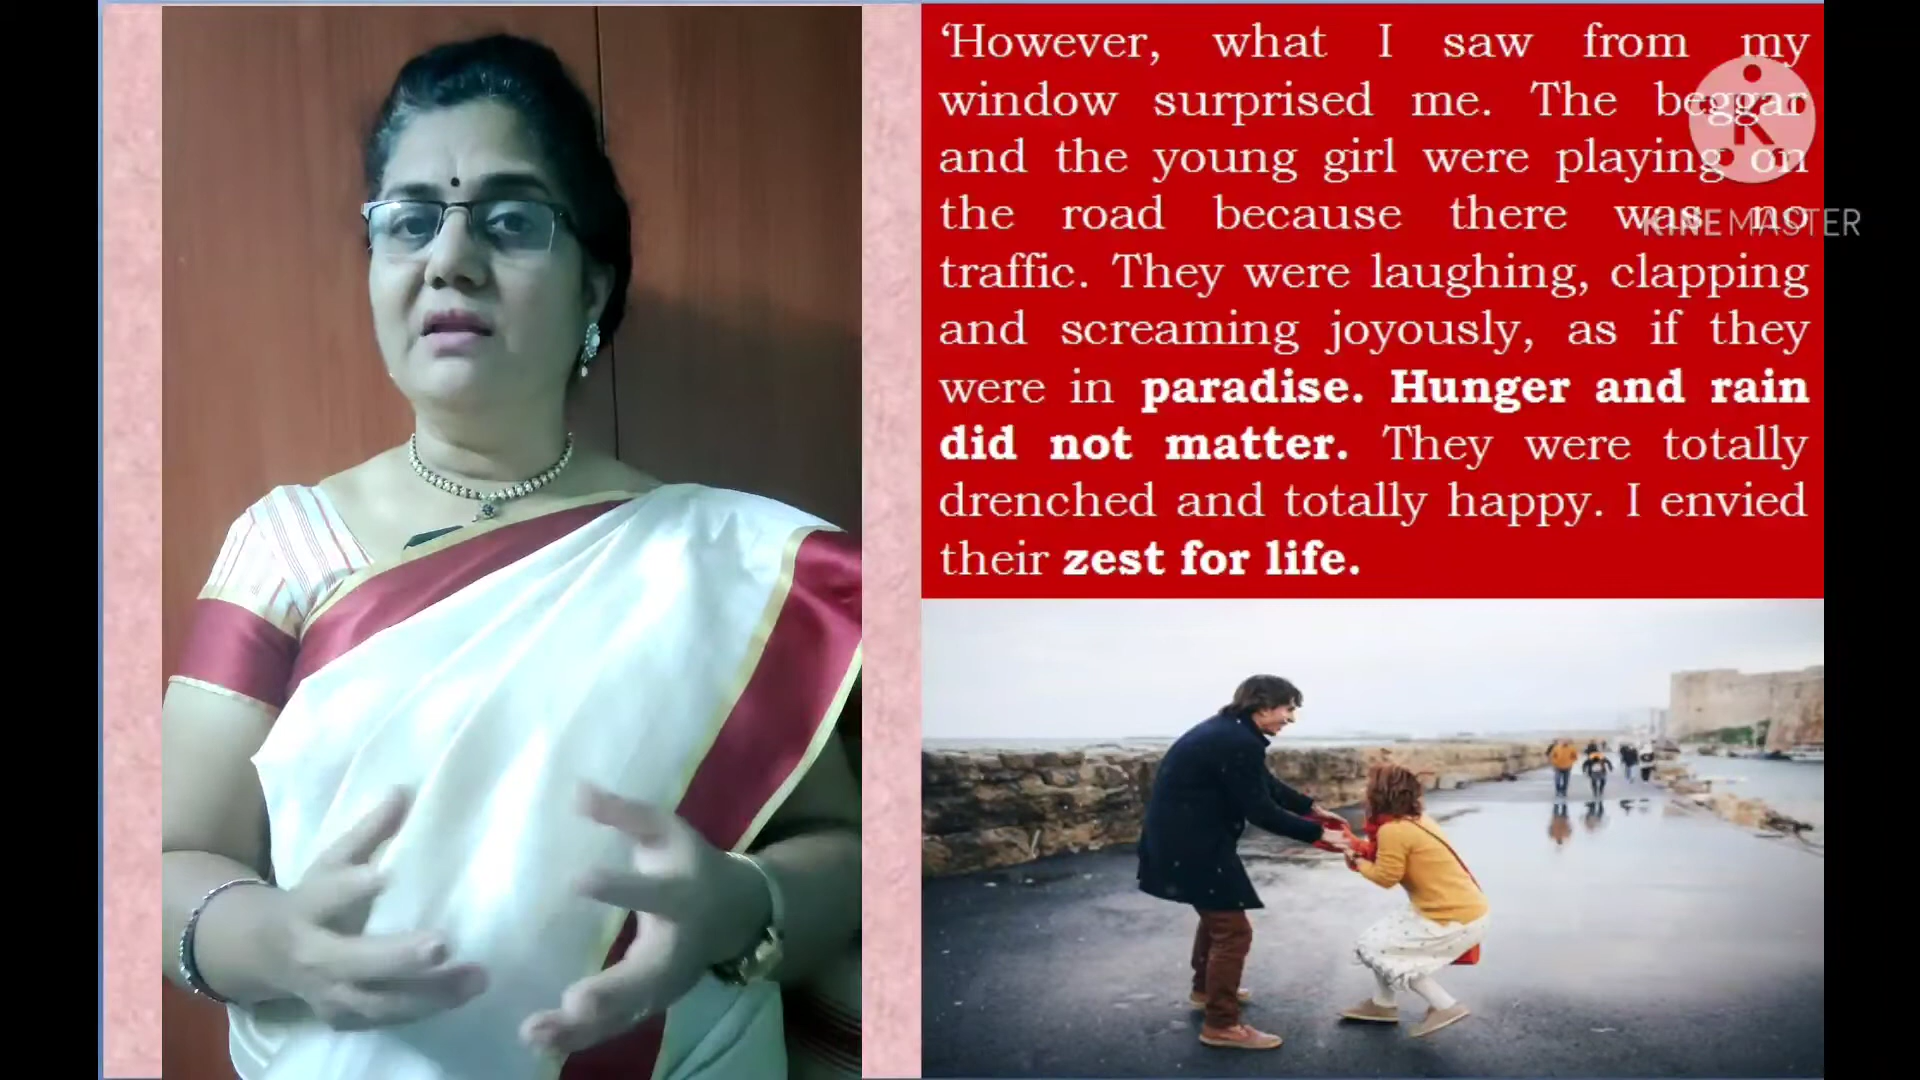 ‘However, what I saw from my
window surprised me. The beggar
and the young girl were playing on
the road because there was no
traffic. They were laughing, clapping
and screaming joyously, as if they
were in paradise. Hunger and rain
did not matter. They were totally
drenched and totally happy. I envied
their zest for life.
K
KINEMASTER